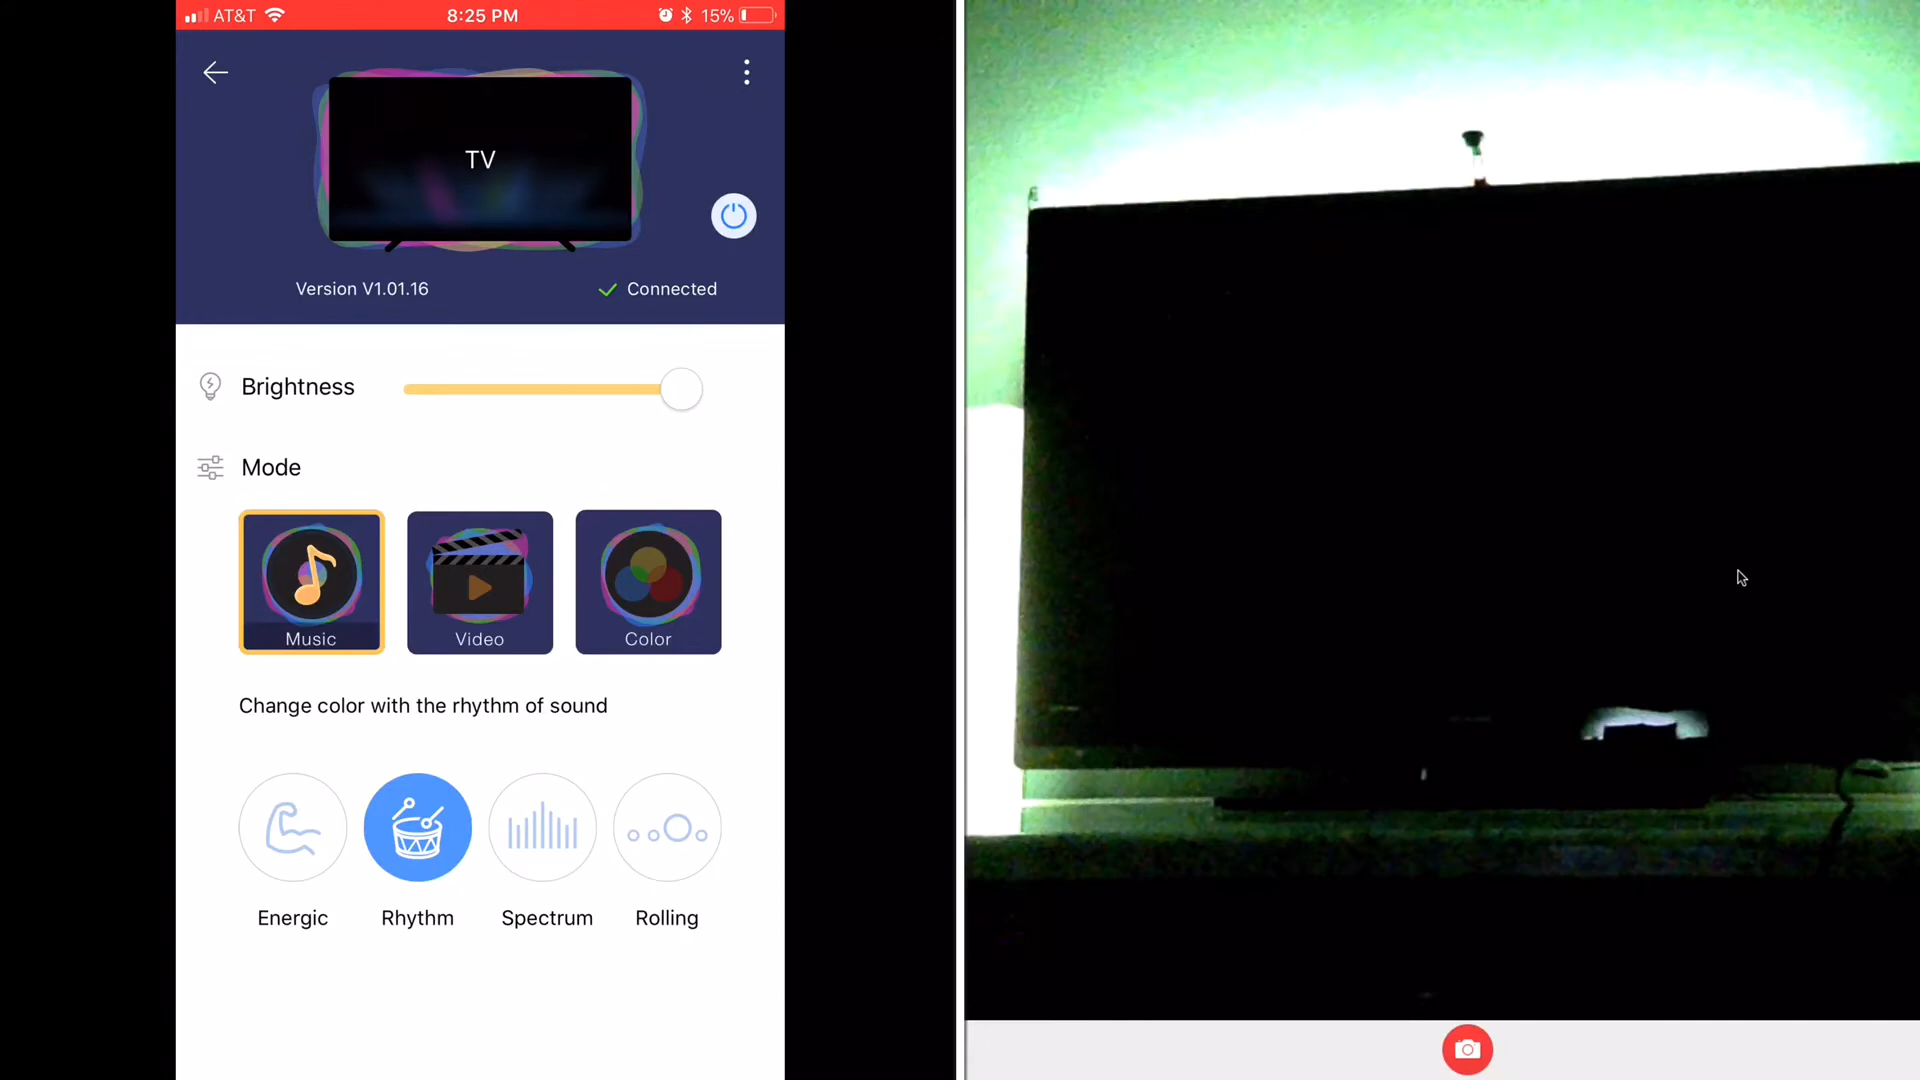 AT&T 8:25 PM 15%
TV
Version V1.01.16 Connected
Brightness
Mode
Music Video Color
Change color with the rhythm of sound
Energic Rhythm Spectrum Rolling